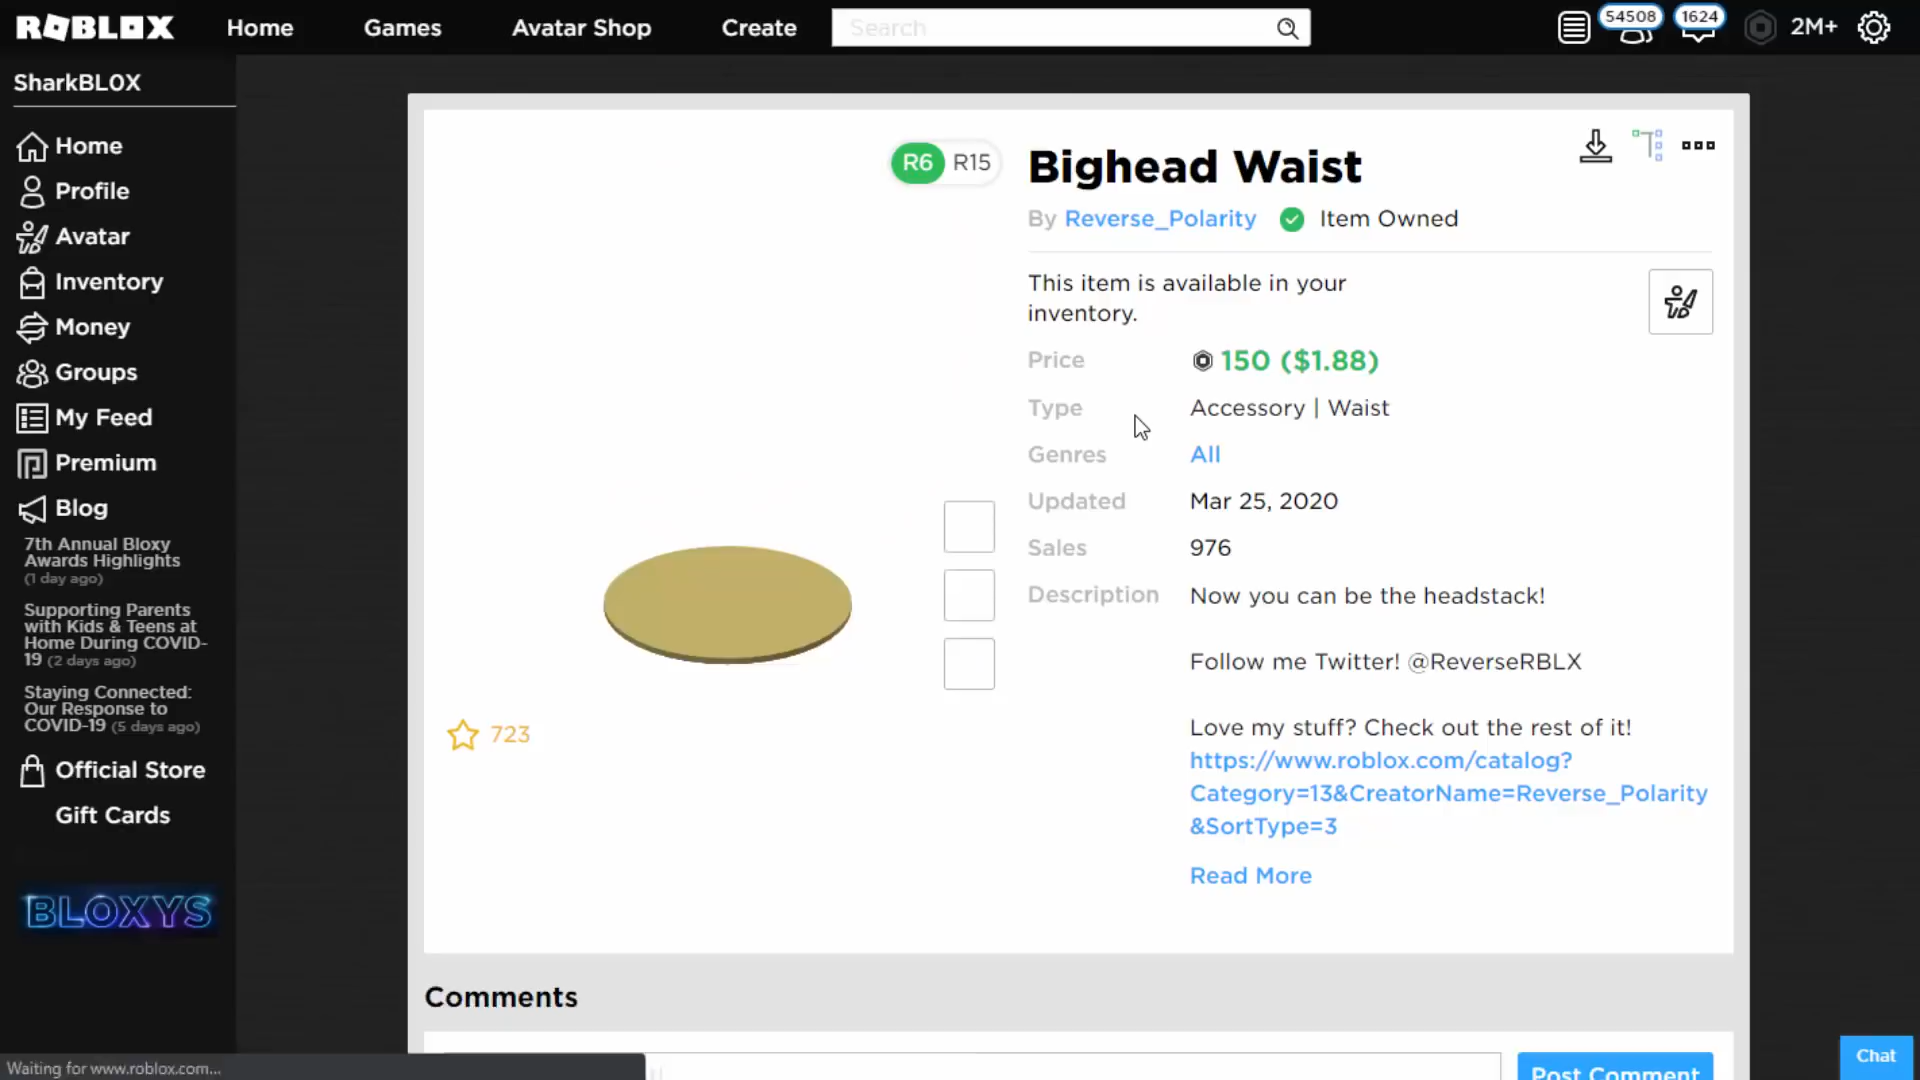 ROBLOX
Home
Games
Avatar Shop
Create
Search
54508
1624
2M+
SharkBLOX
Home
Profile
Avatar
Inventory
Money
Groups
My Feed
Premium
Blog
7th Annual Bloxy
Awards Highlights
(1 day ago)
Supporting Parents
with Kids & Teens at
Home During COVID-
19 (2 days ago)
Staying Connected:
Our Response to
COVID-19 (5 days ago)
Official Store
Gift Cards
BLOXYS
R6 R15
Bighead Waist
By Reverse_Polarity Item Owned
This item is available in your
inventory.
Price 150 ($1.88)
Type Accessory | Waist
Genres All
Updated Mar 25, 2020
Sales 976
Description Now you can be the headstack!
Follow me Twitter! @ReverseRBLX
Love my stuff? Check out the rest of it!
https://www.roblox.com/catalog?
Category=13&CreatorName=Reverse_Polarity
&SortType=3
Read More
723
Comments
Post Comment
Chat
Waiting for www.roblox.com...